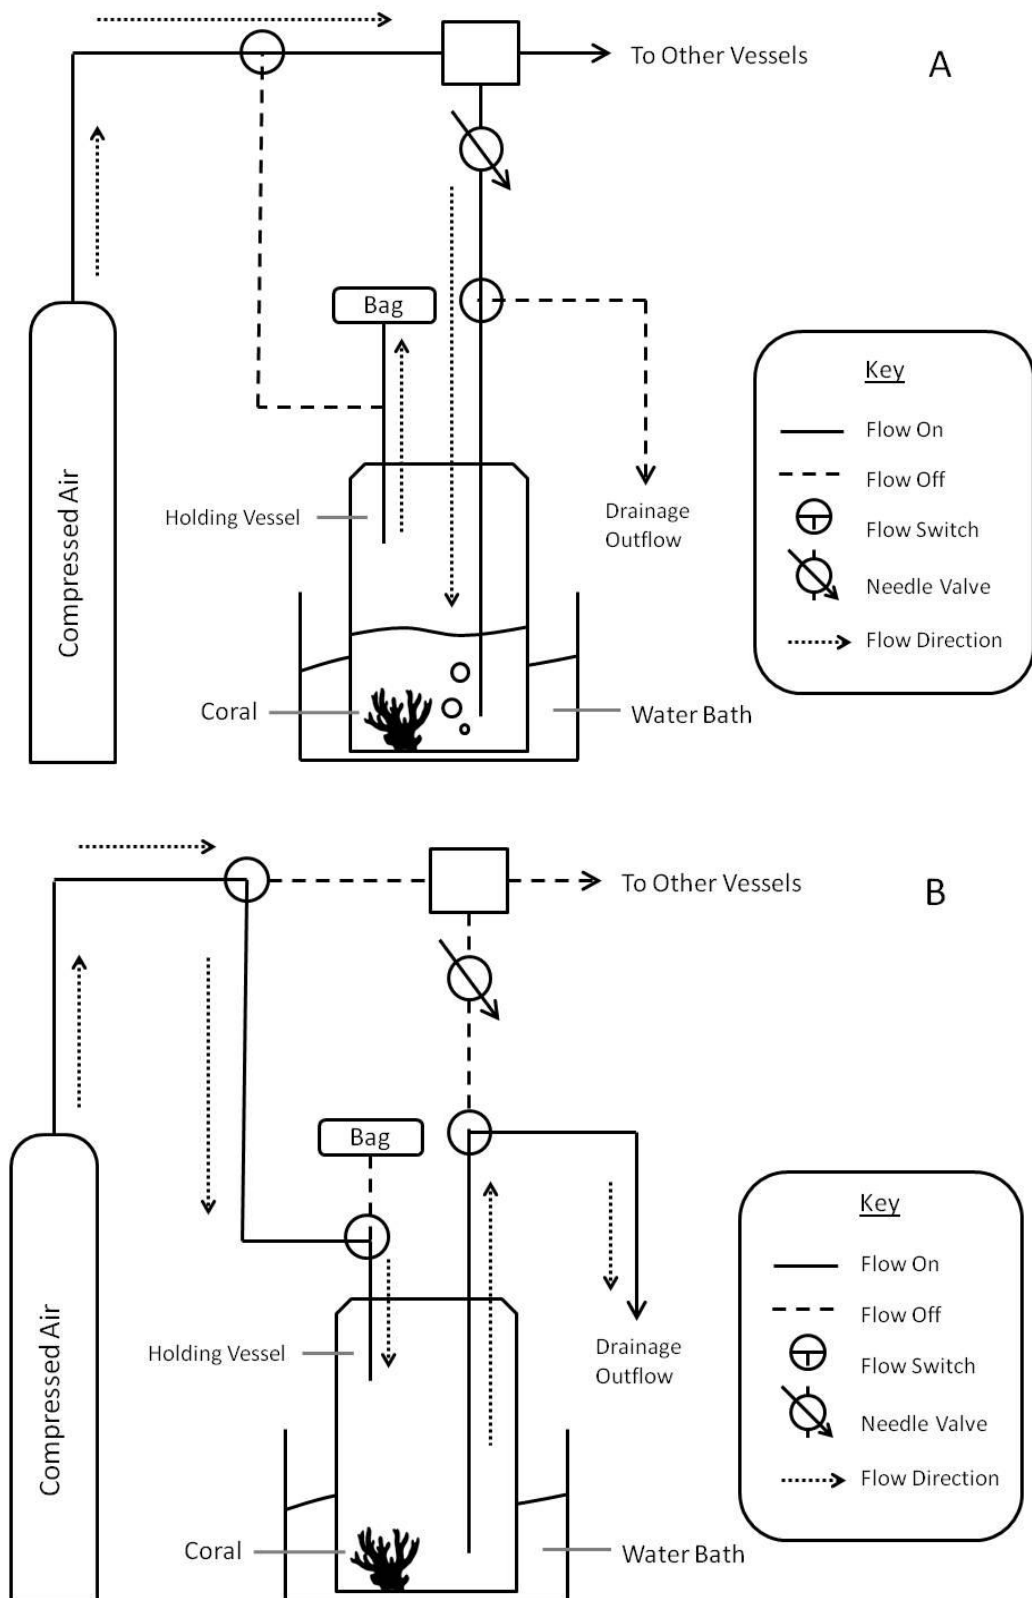 A
To Other Vessels
Bag
Compressed Air
Holding Vessel
Drainage
Outflow
Coral
Water Bath
Key
Flow On
Flow Off
Flow Switch
Needle Valve
Flow Direction
B
To Other Vessels
Bag
Compressed Air
Holding Vessel
Drainage
Outflow
Coral
Water Bath
Key
Flow On
Flow Off
Flow Switch
Needle Valve
Flow Direction